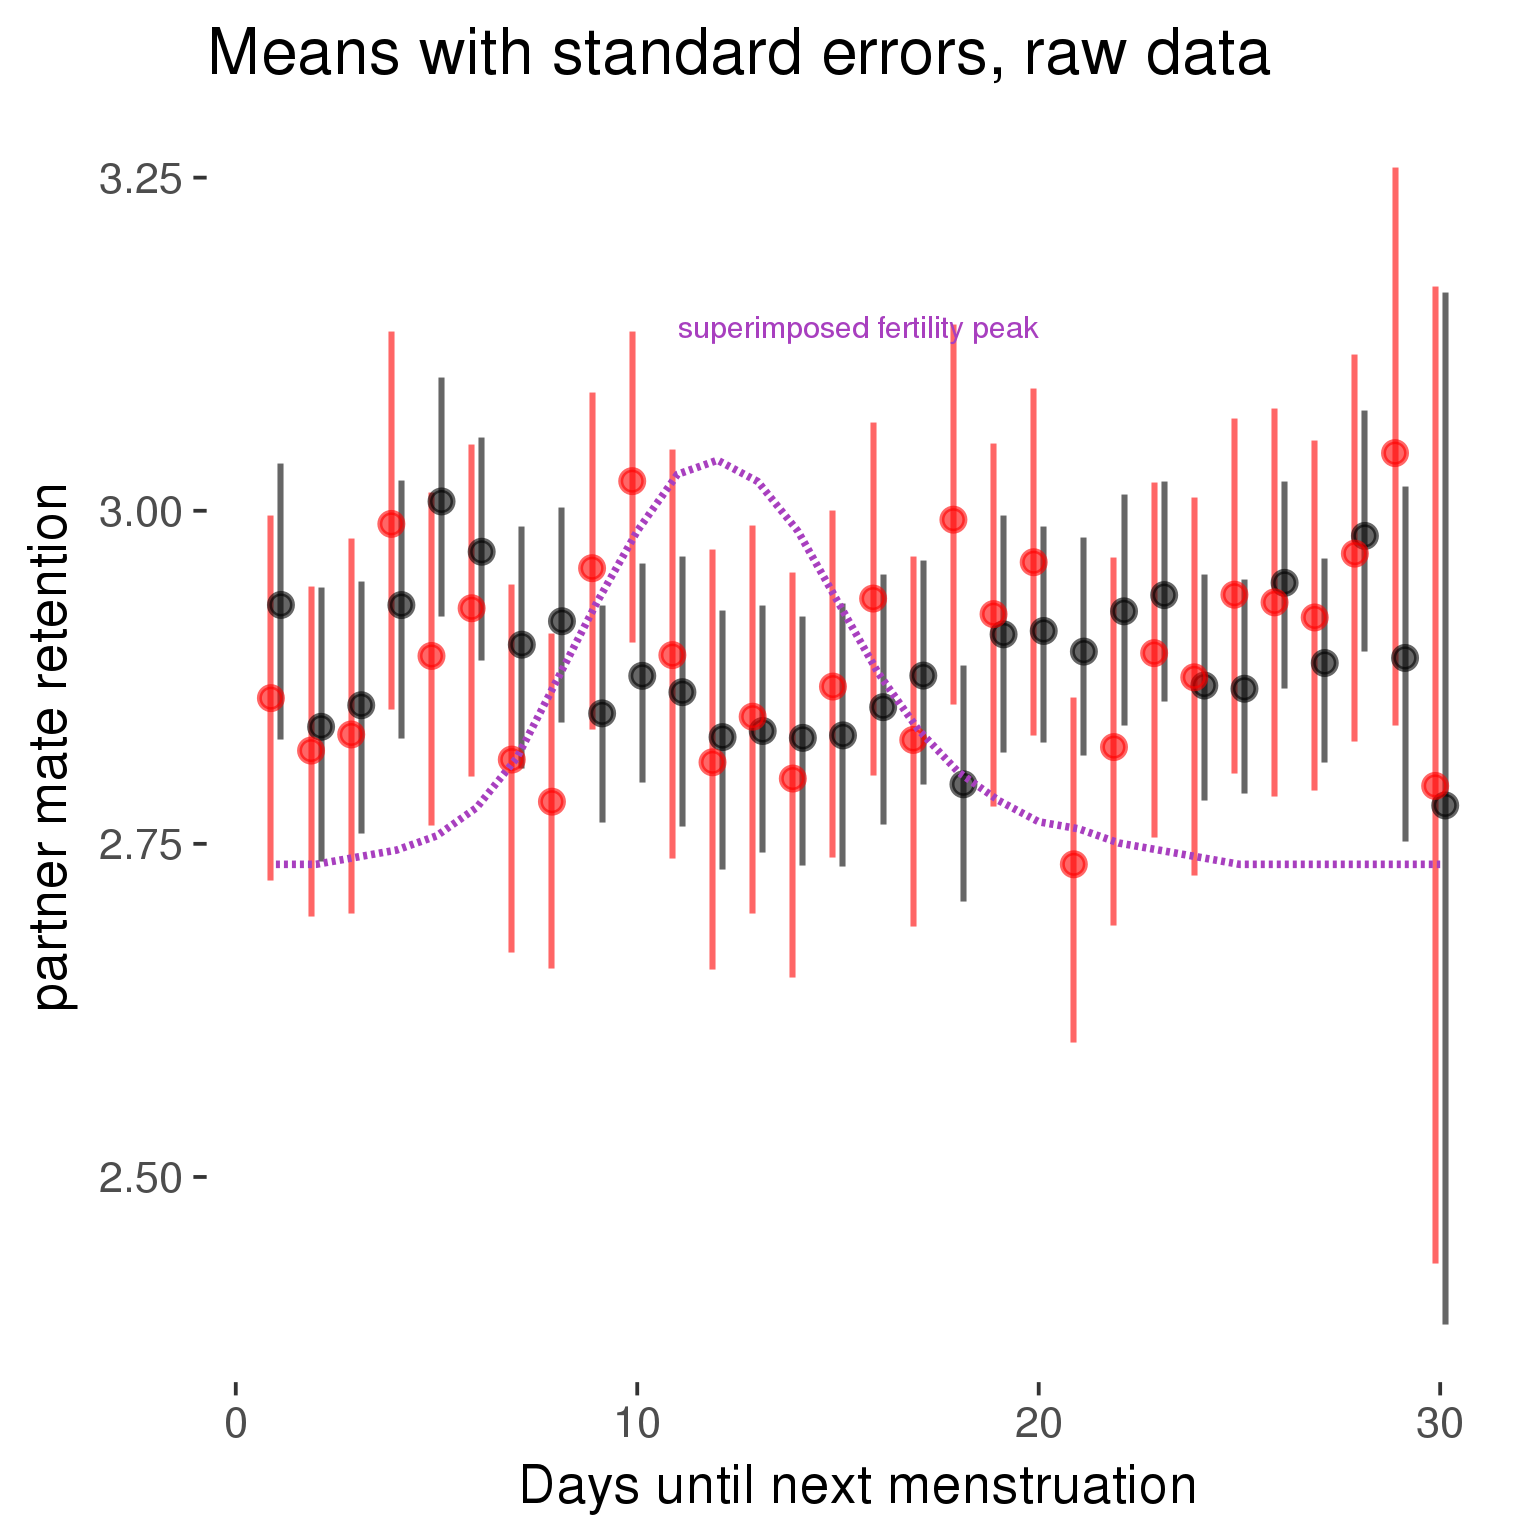 Means with standard errors, raw data
3.25
3.00
2.75
2.50
partner mate retention
superimposed fertility peak
0 10 20 30
Days until next menstruation